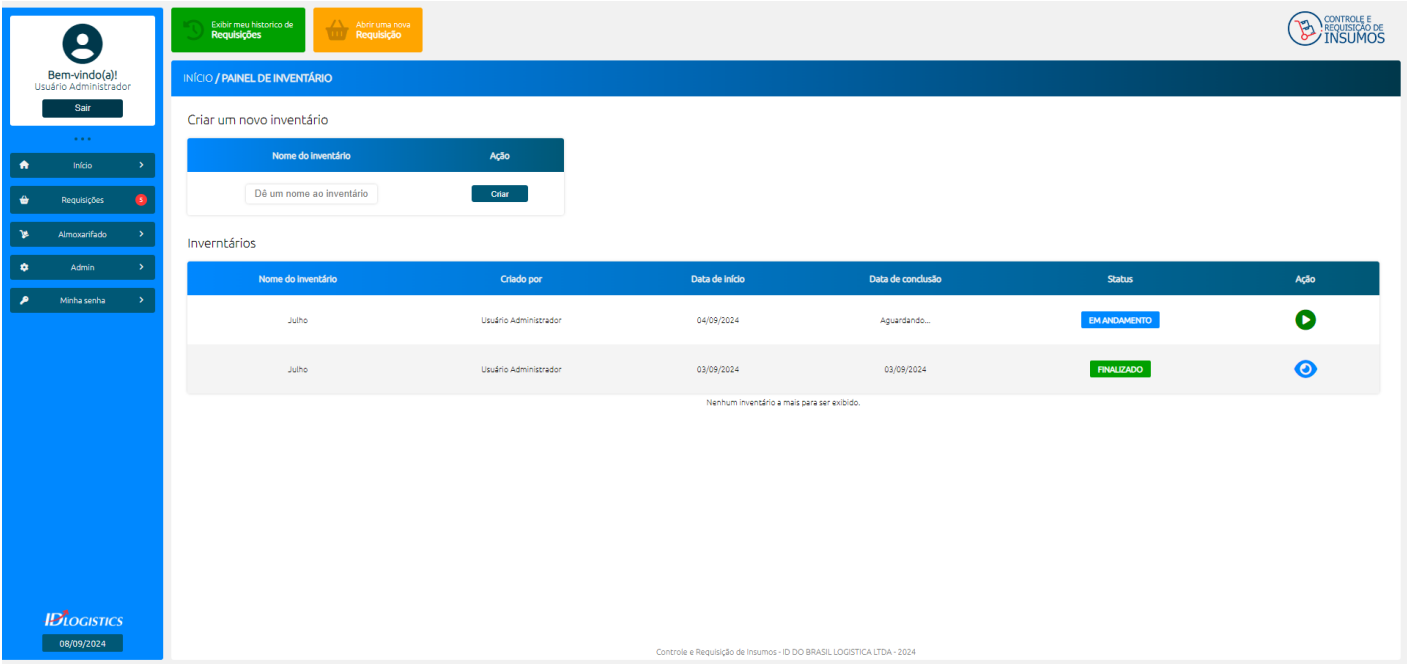 Bem-vindo(a)!
Usuário Administrador
Sair
Início
Requisições
5
Almoxarifado
Admin
Minha senha
IDLOGISTICS
08/09/2024
Exibir meu historico de
Requisições
Abrir uma nova
Requisição
CONTROLE E
REQUISIÇÃO DE
INSUMOS
INÍCIO / PAINEL DE INVENTÁRIO
Criar um novo inventário
Nome do inventário Ação
Dê um nome ao inventário Criar
Inverntários
Nome do inventário Criado por Data de início Data de conclusão Status Ação
Julho Usuário Administrador 04/09/2024 Aguardando... EM ANDAMENTO
Julho Usuário Administrador 03/09/2024 03/09/2024 FINALIZADO
Nenhum inventário a mais para ser exibido.
Controle e Requisição de Insumos - ID DO BRASIL LOGISTICA LTDA - 2024